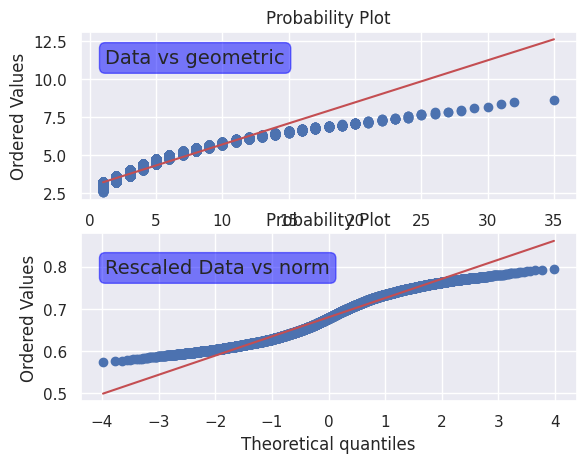 Probability Plot
Data vs geometric
Ordered Values
12.5
10.0
7.5
5.0
2.5
0 5 10 15 20 25 30 35
Probability Plot
Rescaled Data vs norm
Ordered Values
0.8
0.7
0.6
0.5
−4 −3 −2 −1 0 1 2 3 4
Theoretical quantiles